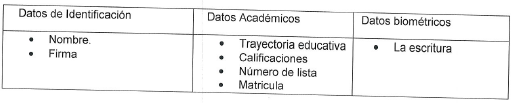 Datos de Identificación
Datos Académicos
Datos biométricos
• Nombre.
• Firma
• Trayectoria educativa
• Calificaciones
• Número de lista
• Matricula
• La escritura